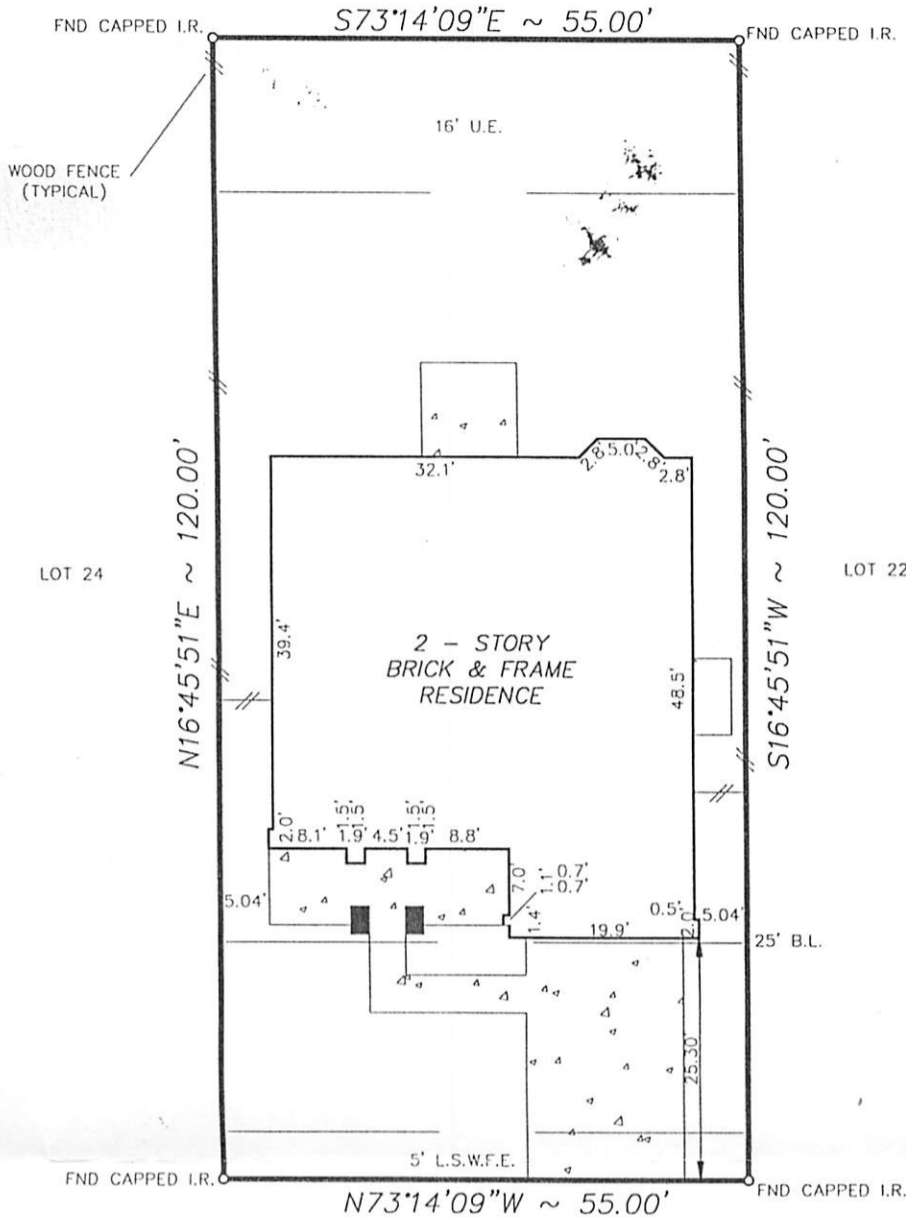 S73°14'09"E ~ 55.00'
FND CAPPED I.R.
FND CAPPED I.R.
16' U.E.
WOOD FENCE
(TYPICAL)
N16°45'51"E ~ 120.00'
S16°45'51"W ~ 120.00'
2.8'
5.0'
2.8'
2.8'
32.1'
LOT 24
LOT 22
39.4'
48.5'
2 - STORY
BRICK & FRAME
RESIDENCE
1.5'
1.5'
1.5'
1.5'
2.0'
8.1'
1.9'
4.5'
1.9'
8.8'
7.0'
1.1'
0.7'
0.7'
5.04'
1.4'
19.9'
0.5'
2.0'
5.04'
25' B.L.
25.30'
5' L.S.W.F.E.
FND CAPPED I.R.
FND CAPPED I.R.
N73°14'09"W ~ 55.00'